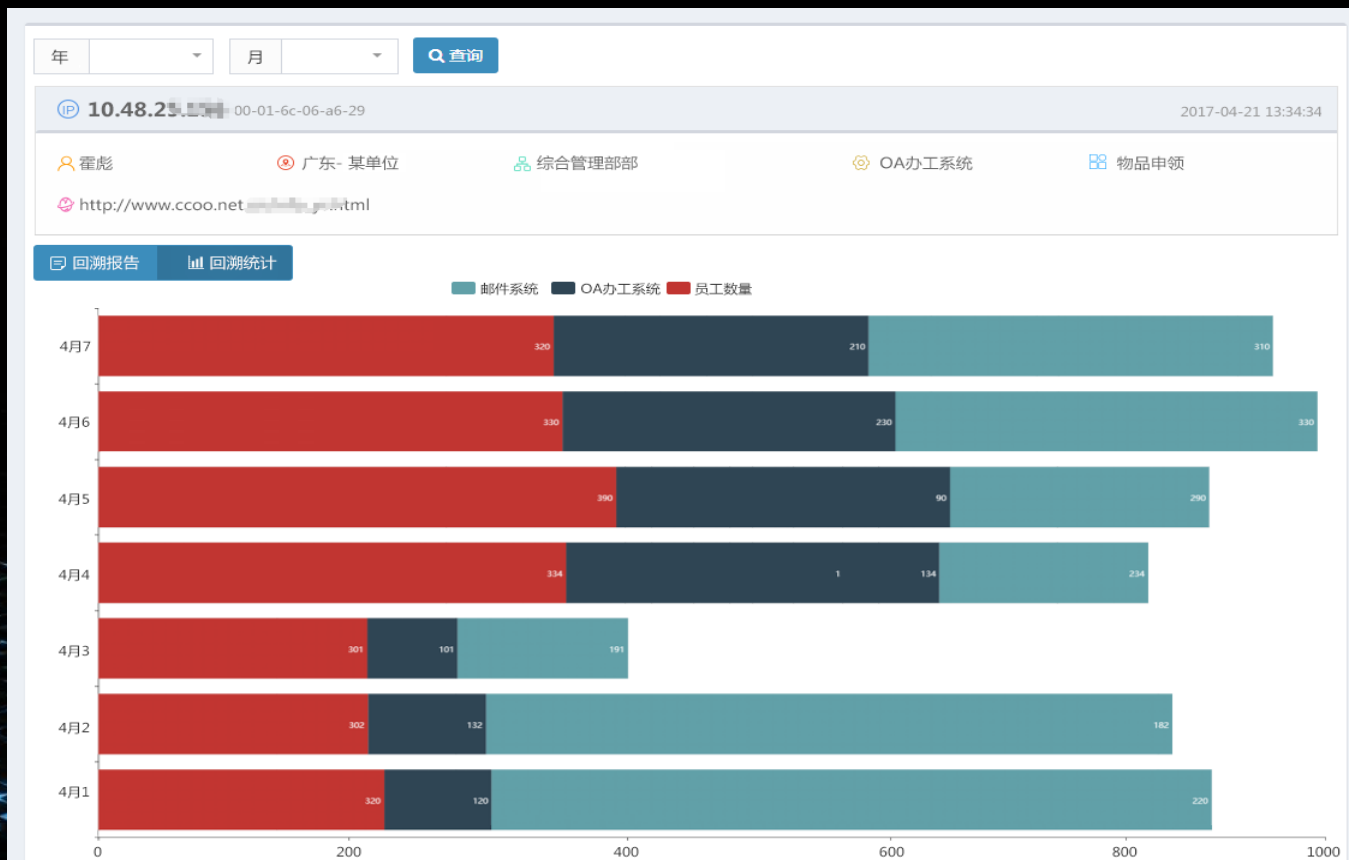 年 月 查询
IP 10.48.2 00-01-6c-06-a6-29 2017-04-21 13:34:34
霍彪 广东- 某单位 综合管理部部 OA办工系统 物品申领
http://www.ccoo.net
回溯报告 回溯统计
邮件系统 OA办工系统 员工数量
4月7 320 210 310
4月6 330 230 330
4月5 390 90 290
4月4 334 1 134 234
4月3 301 101 191
4月2 302 132 182
4月1 320 120 220
0 200 400 600 800 1000